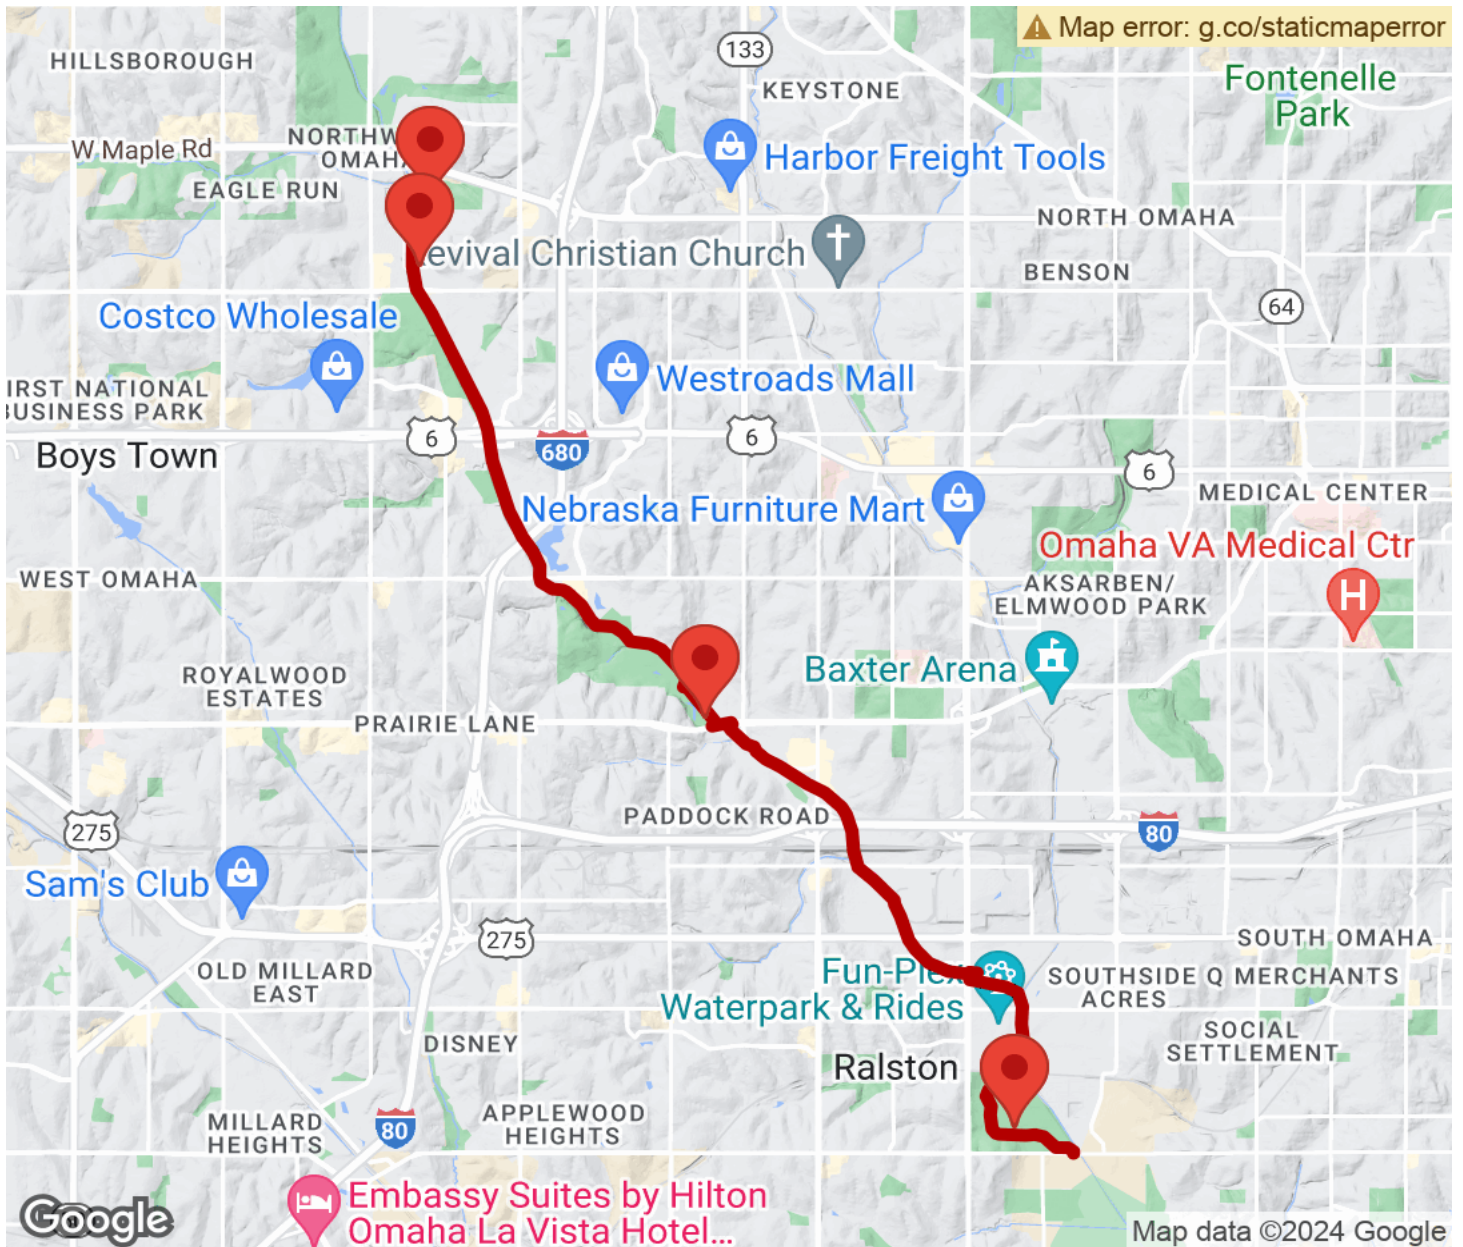 Map error: g.co/staticmaperror
HILLSBOROUGH
133
KEYSTONE
Fontenelle
Park
W Maple Rd
OMAHA
EAGLE RUN
Harbor Freight Tools
NORTH OMAHA
evival Christian Church
BENSON
64
Costco Wholesale
Westroads Mall
IRST NATIONAL
BUSINESS PARK
6
680
6
6
Boys Town
MEDICAL CENTER
Nebraska Furniture Mart
Omaha VA Medical Ctr
H
WEST OMAHA
AKSARBEN/
ELMWOOD PARK
ROYALWOOD
ESTATES
Baxter Arena
PRAIRIE LANE
PADDOCK ROAD
275
80
Sam's Club
275
SOUTH OMAHA
OLD MILLARD
EAST
Fun-Plex
Waterpark & Rides
SOUTHSIDE
ACRES
Q MERCHANTS
DISNEY
SOCIAL
SETTLEMENT
Ralston
MILLARD
HEIGHTS
80
APPLEWOOD
HEIGHTS
Embassy Suites by Hilton
Omaha La Vista Hotel...
Google
Map data ©2024 Google